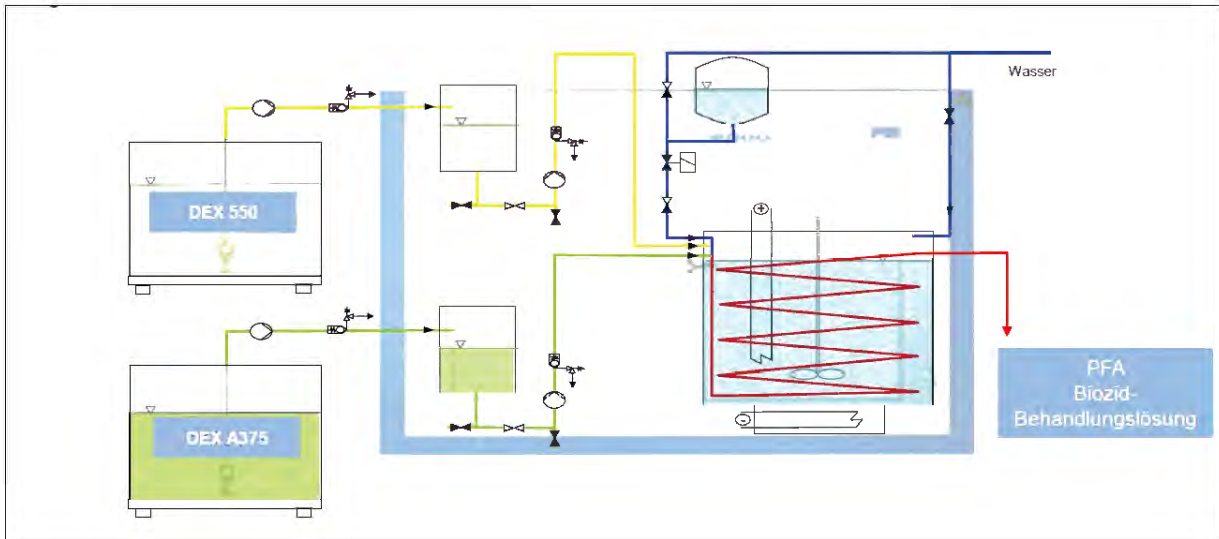 Wasser
DEX 550
DEX A375
PFA
Biozid-
Behandlungslösung